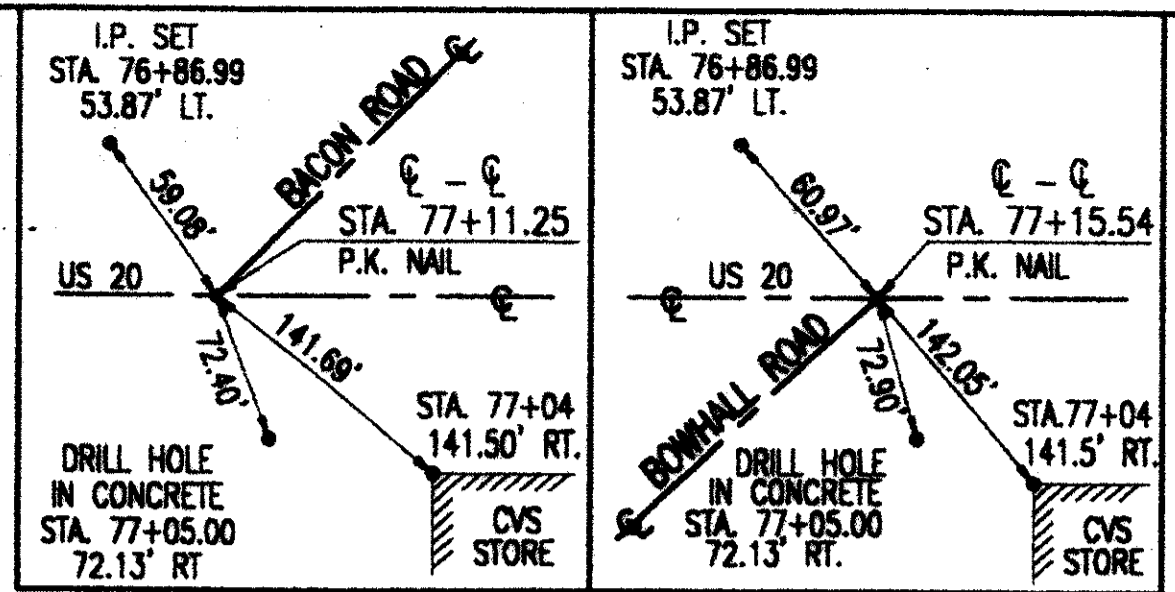 I.P. SET
STA. 76+86.99
53.87' LT.
BACON ROAD
℄
59.08'
℄ - ℄
STA. 77+11.25
P.K. NAIL
US 20
℄
72.40'
141.69'
STA. 77+04
141.50' RT.
DRILL HOLE
IN CONCRETE
STA. 77+05.00
72.13' RT
CVS
STORE
I.P. SET
STA. 76+86.99
53.87' LT.
60.97'
℄ - ℄
STA. 77+15.54
P.K. NAIL
℄
US 20
BOWHALL ROAD
℄
72.90'
142.05'
STA.77+04
141.5' RT.
DRILL HOLE
IN CONCRETE
STA. 77+05.00
72.13' RT.
CVS
STORE